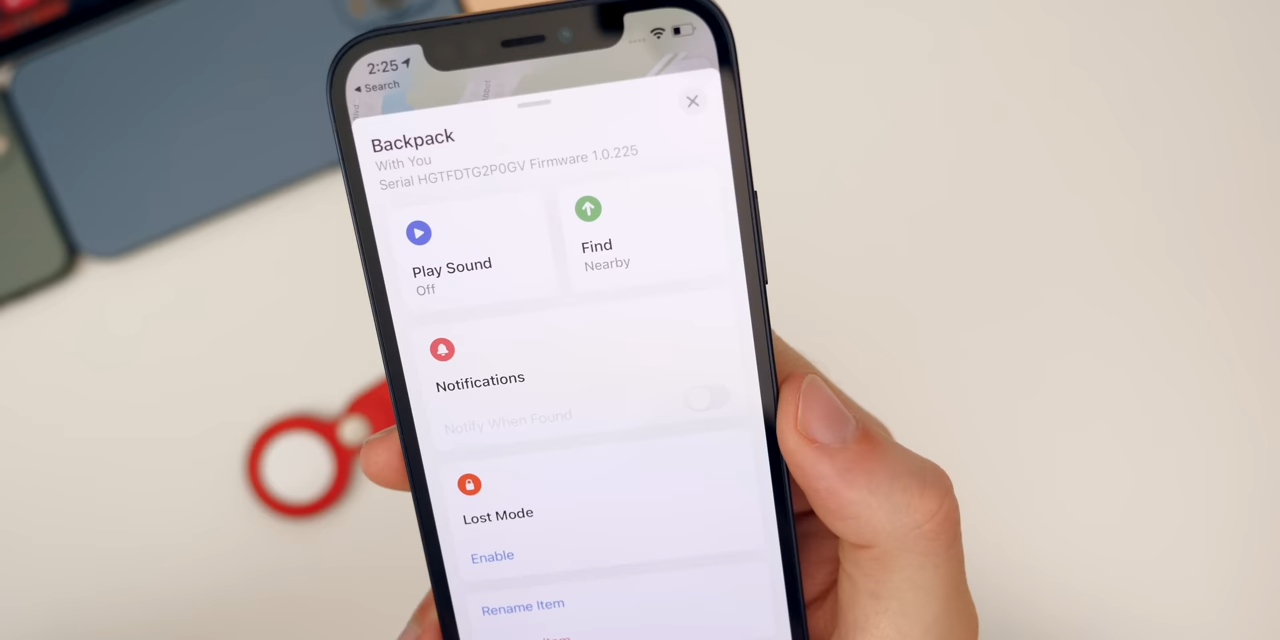 2:25
Search
Backpack
With You
Serial HGTFDTG2P0GV Firmware 1.0.225
Play Sound
Off
Find
Nearby
Notifications
Notify When Found
Lost Mode
Enable
Rename Item